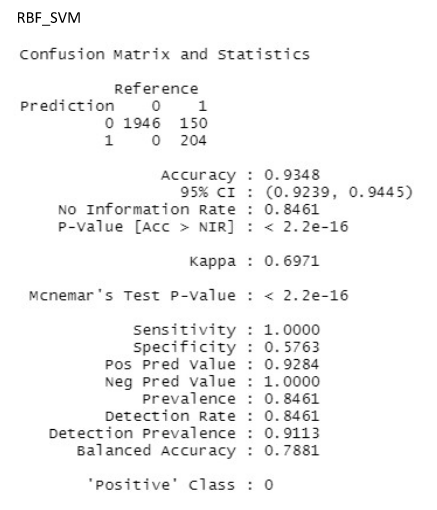 RBF_SVM
Confusion Matrix and Statistics
Reference
Prediction 0 1
0 1946 150
1 0 204
Accuracy : 0.9348
95% CI : (0.9239, 0.9445)
No Information Rate : 0.8461
P-Value [Acc > NIR] : < 2.2e-16
Kappa : 0.6971
Mcnemar's Test P-Value : < 2.2e-16
Sensitivity : 1.0000
Specificity : 0.5763
Pos Pred Value : 0.9284
Neg Pred Value : 1.0000
Prevalence : 0.8461
Detection Rate : 0.8461
Detection Prevalence : 0.9113
Balanced Accuracy : 0.7881
'Positive' Class : 0